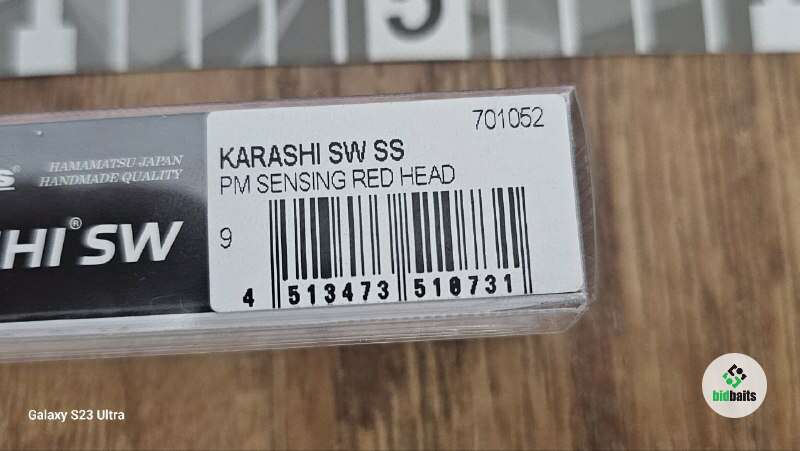 5
701052
KARASHI SW SS
PM SENSING RED HEAD
9
4 513473 518731
HAMAMATSU JAPAN
HANDMADE QUALITY
HI® SW
Galaxy S23 Ultra
bidbaits